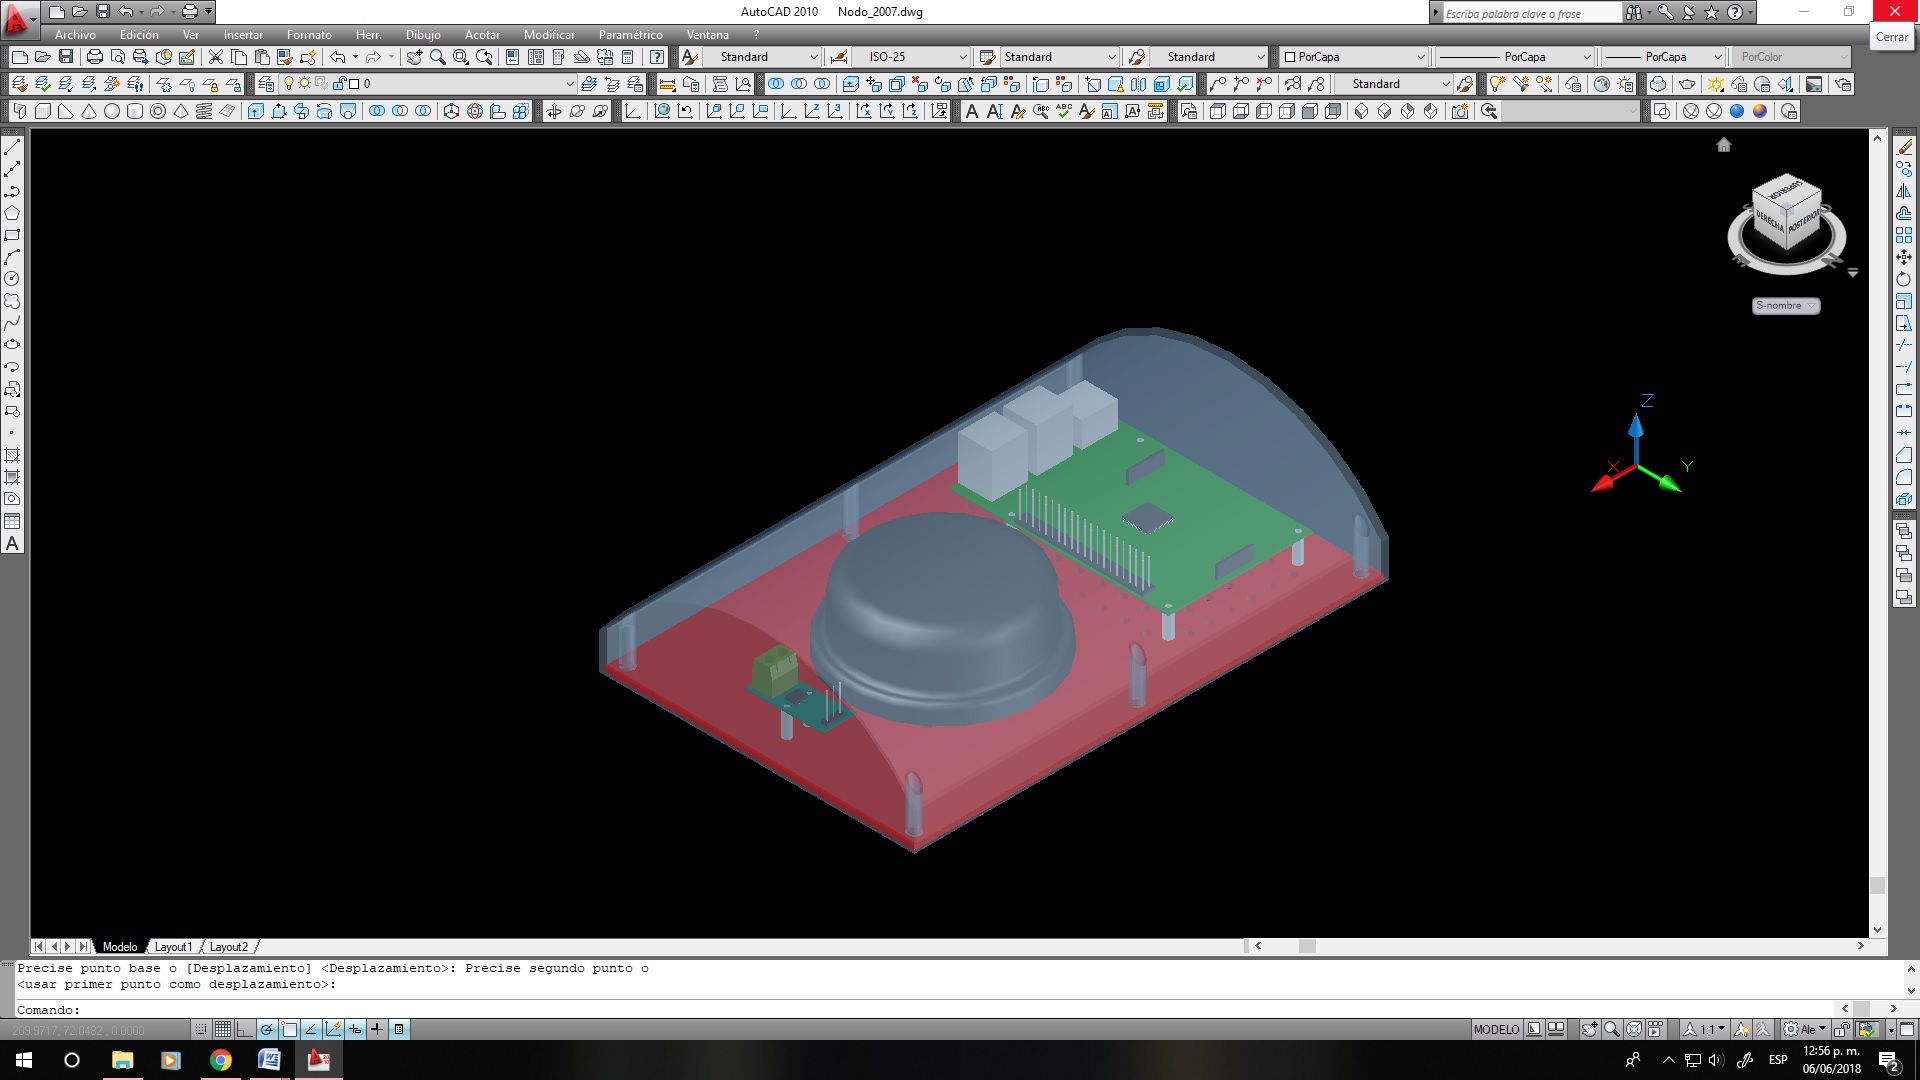 AutoCAD 2010 Nodo_2007.dwg
Escriba palabra clave o frase
Cerrar
Archivo Edición Ver Insertar Formato Herr. Dibujo Acotar Modificar Paramétrico Ventana ?
Standard ISO-25 Standard Standard PorCapa PorCapa PorCapa PorColor
0 Standard
SUPERIOR
DERECHA POSTERIOR
S-nombre
Z
X Y
Modelo Layout1 Layout2
Precise punto base o [Desplazamiento] <Desplazamiento>: Precise segundo punto o
<usar primer punto como desplazamiento>:
Comando:
209.9717, 72.0482, 0.0000 MODELO 1:1 Ale
ESP 12:56 p. m.
06/06/2018
2